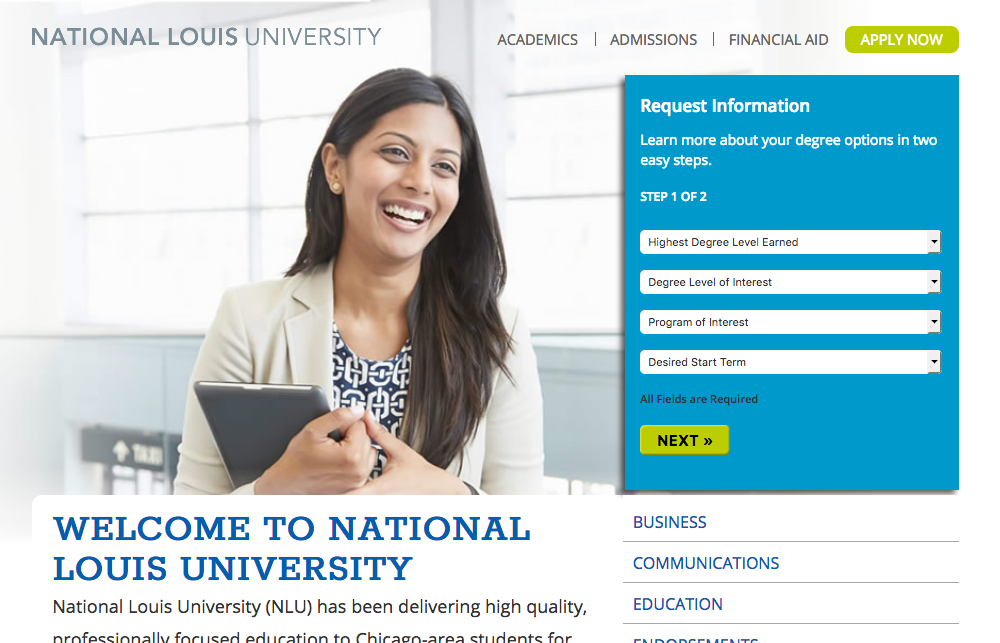 NATIONAL LOUIS UNIVERSITY
ACADEMICS | ADMISSIONS | FINANCIAL AID APPLY NOW
Request Information
Learn more about your degree options in two
easy steps.
STEP 1 OF 2
Highest Degree Level Earned
Degree Level of Interest
Program of Interest
Desired Start Term
All Fields are Required
NEXT »
TAXI
WELCOME TO NATIONAL
LOUIS UNIVERSITY
National Louis University (NLU) has been delivering high quality,
professionally focused education to Chicago-area students for
BUSINESS
COMMUNICATIONS
EDUCATION
ENDORSEMENTS